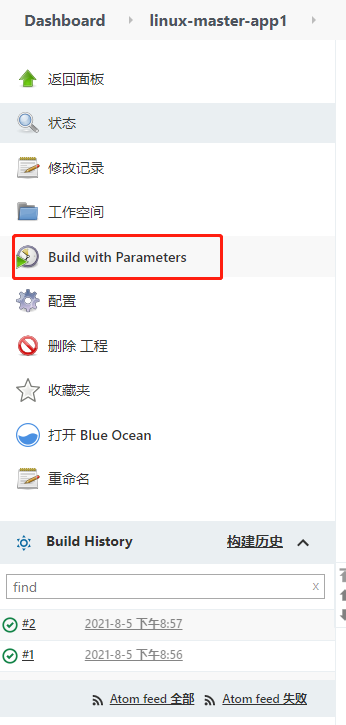 Dashboard linux-master-app1
返回面板
状态
修改记录
工作空间
Build with Parameters
配置
删除 工程
收藏夹
打开 Blue Ocean
重命名
Build History 构建历史
find x
#2 2021-8-5 下午8:57
#1 2021-8-5 下午8:56
Atom feed 全部 Atom feed 失败